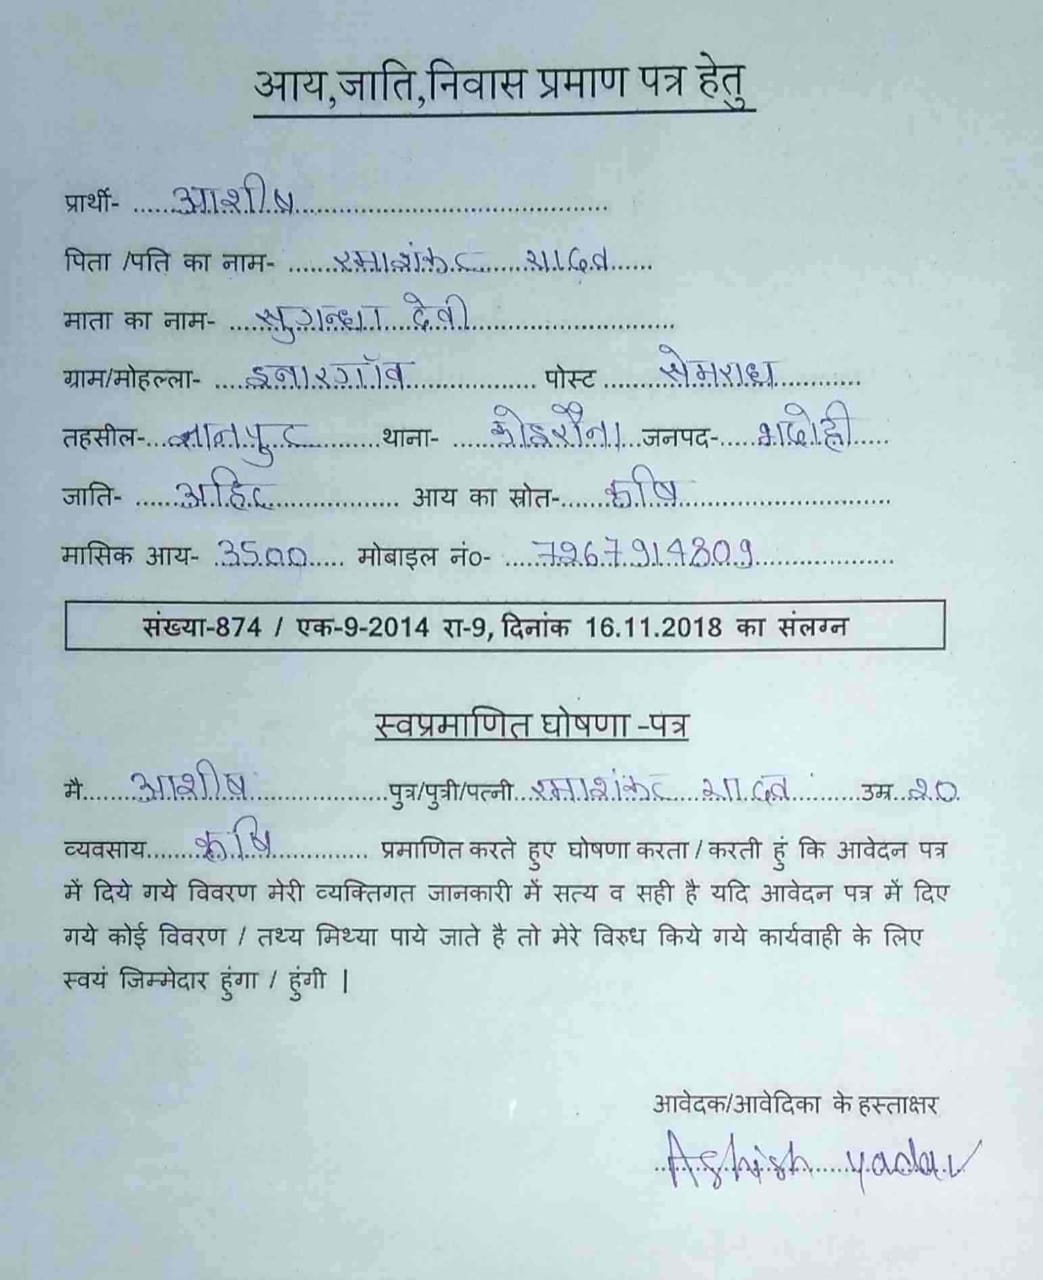 आय,जाति,निवास प्रमाण पत्र हेतु
प्रार्थी- ......आशीष..............................................
पिता /पति का नाम- .......रमाशंकर...... यादव......
माता का नाम- ....सुगन्धा...देवी..............................
ग्राम/मोहल्ला- .....इनारगॉव.................. पोस्ट ........सेमराध............
तहसील-...ज्ञानपुर..........थाना- .....कोइरौना...जनपद-.....भदोही.....
जाति- ......अहिर................... आय का स्रोत-......कृषि..............................
मासिक आय- .3500..... मोबाइल नं०- .....7267914809....................
संख्या-874 / एक-9-2014 रा-9, दिनांक 16.11.2018 का संलग्न
स्वप्रमाणित घोषणा -पत्र
मै.......आशीष...................पुत्र/पुत्री/पत्नी...रमाशंकर....यादव.........उम्र...२०.
व्यवसाय........कृषि.............. प्रमाणित करते हुए घोषणा करता / करती हुं कि आवेदन पत्र
में दिये गये विवरण मेरी व्यक्तिगत जानकारी में सत्य व सही है यदि आवेदन पत्र में दिए
गये कोई विवरण / तथ्य मिथ्या पाये जाते है तो मेरे विरुध किये गये कार्यवाही के लिए
स्वयं जिम्मेदार हुंगा / हुंगी |
आवेदक/आवेदिका के हस्ताक्षर
Ashish yadav